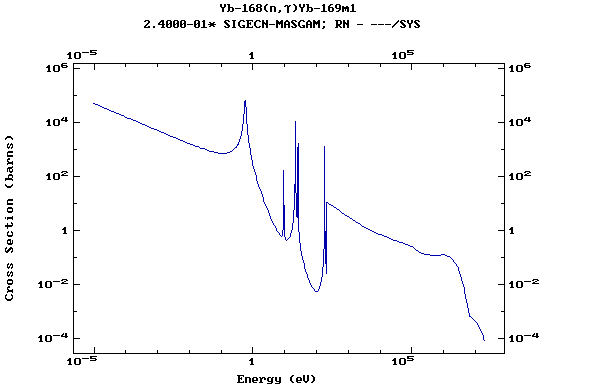 Yb-168(n,γ)Yb-169m1
2.4000-01* SIGECN-MASGAM; RN - ---/SYS
10-5 1 105
106 106
104 104
102 102
1 1
10-2 10-2
10-4 10-4
10-5 1 105
Cross Section (barns)
Energy (eV)